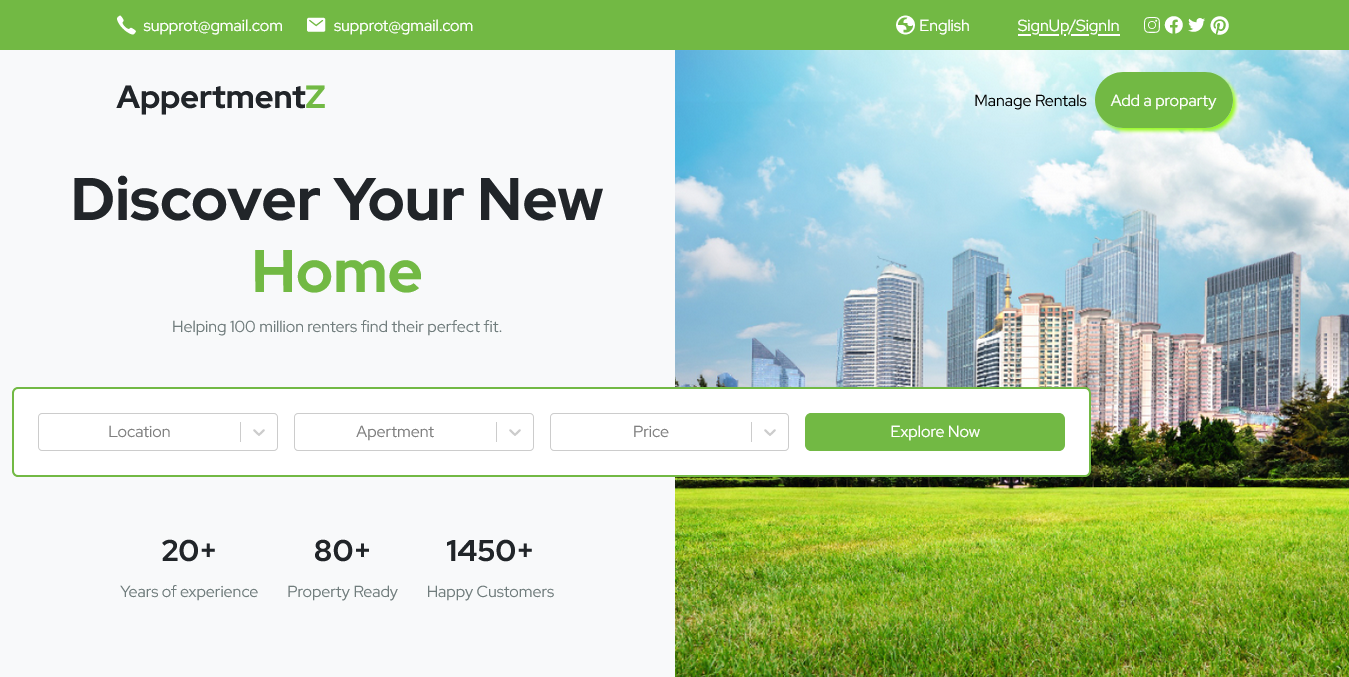 supprot@gmail.com supprot@gmail.com English SignUp/SignIn
AppertmentZ Manage Rentals Add a proparty
Discover Your New
Home
Helping 100 million renters find their perfect fit.
Location Apertment Price Explore Now
20+ 80+ 1450+
Years of experience Property Ready Happy Customers